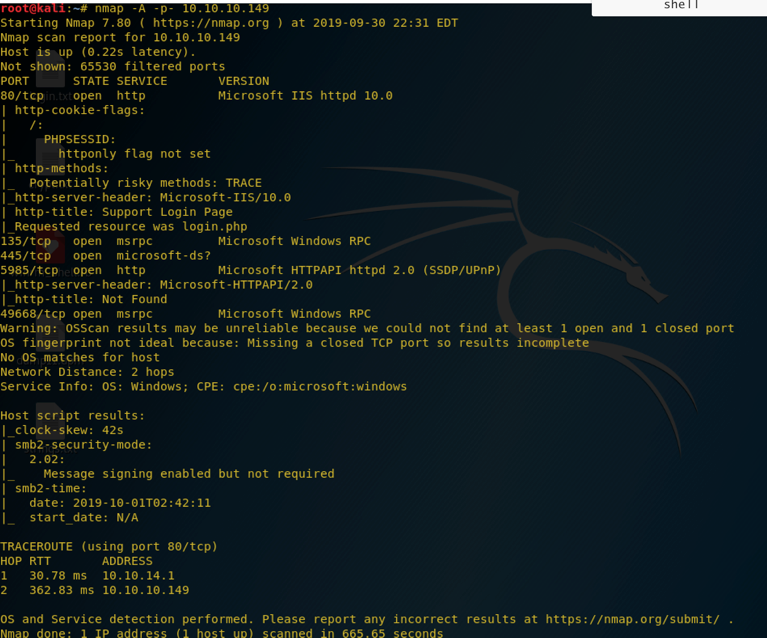 shell
root@kali:~# nmap -A -p- 10.10.10.149
Starting Nmap 7.80 ( https://nmap.org ) at 2019-09-30 22:31 EDT
Nmap scan report for 10.10.10.149
Host is up (0.22s latency).
Not shown: 65530 filtered ports
PORT      STATE SERVICE       VERSION
80/tcp    open  http          Microsoft IIS httpd 10.0
| http-cookie-flags:
|   /:
|     PHPSESSID:
|_      httponly flag not set
| http-methods:
|_  Potentially risky methods: TRACE
|_http-server-header: Microsoft-IIS/10.0
| http-title: Support Login Page
|_Requested resource was login.php
135/tcp   open  msrpc         Microsoft Windows RPC
445/tcp   open  microsoft-ds?
5985/tcp  open  http          Microsoft HTTPAPI httpd 2.0 (SSDP/UPnP)
|_http-server-header: Microsoft-HTTPAPI/2.0
|_http-title: Not Found
49668/tcp open  msrpc         Microsoft Windows RPC
Warning: OSScan results may be unreliable because we could not find at least 1 open and 1 closed port
OS fingerprint not ideal because: Missing a closed TCP port so results incomplete
No OS matches for host
Network Distance: 2 hops
Service Info: OS: Windows; CPE: cpe:/o:microsoft:windows

Host script results:
|_clock-skew: 42s
| smb2-security-mode:
|   2.02:
|_    Message signing enabled but not required
| smb2-time:
|   date: 2019-10-01T02:42:11
|_  start_date: N/A

TRACEROUTE (using port 80/tcp)
HOP RTT       ADDRESS
1   30.78 ms  10.10.14.1
2   362.83 ms 10.10.10.149

OS and Service detection performed. Please report any incorrect results at https://nmap.org/submit/ .
Nmap done: 1 IP address (1 host up) scanned in 665.65 seconds